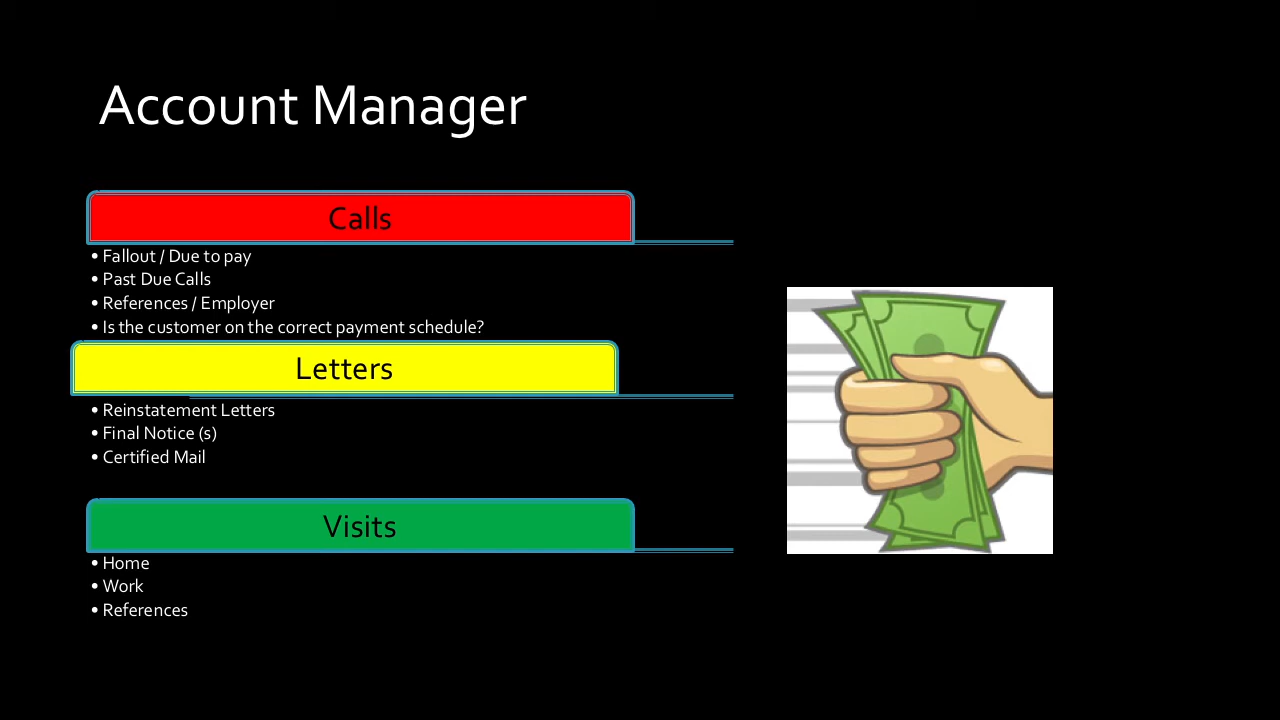 Account Manager
Calls
• Fallout / Due to pay
• Past Due Calls
• References / Employer
• Is the customer on the correct payment schedule?
Letters
• Reinstatement Letters
• Final Notice (s)
• Certified Mail
Visits
• Home
• Work
• References